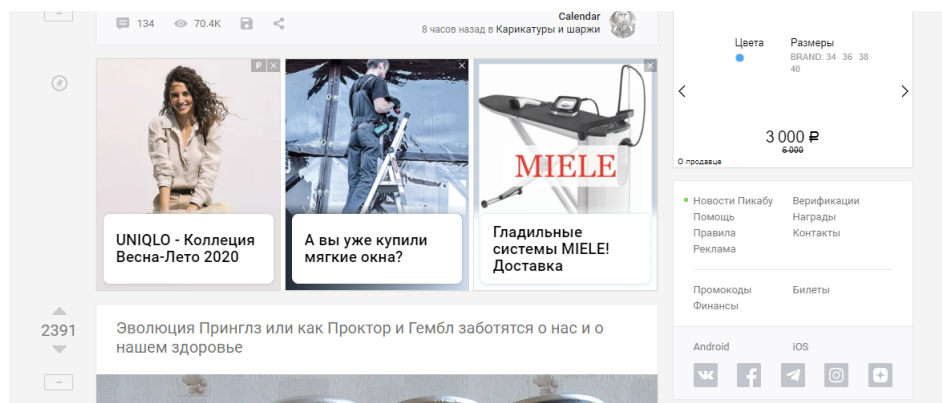 134 70.4K
Calendar
8 часов назад в Карикатуры и шаржи
₽
MIELE
UNIQLO - Коллеция
Весна-Лето 2020
А вы уже купили
мягкие окна?
Гладильные
системы MIELE!
Доставка
2391
Эволюция Принглз или как Проктор и Гембл заботятся о нас и о
нашем здоровье
Цвета Размеры
BRAND: 34 36 38
40
3 000 ₽
6 000
О продавце
Новости Пикабу Верификации
Помощь Награды
Правила Контакты
Реклама
Промокоды Билеты
Финансы
Android iOS